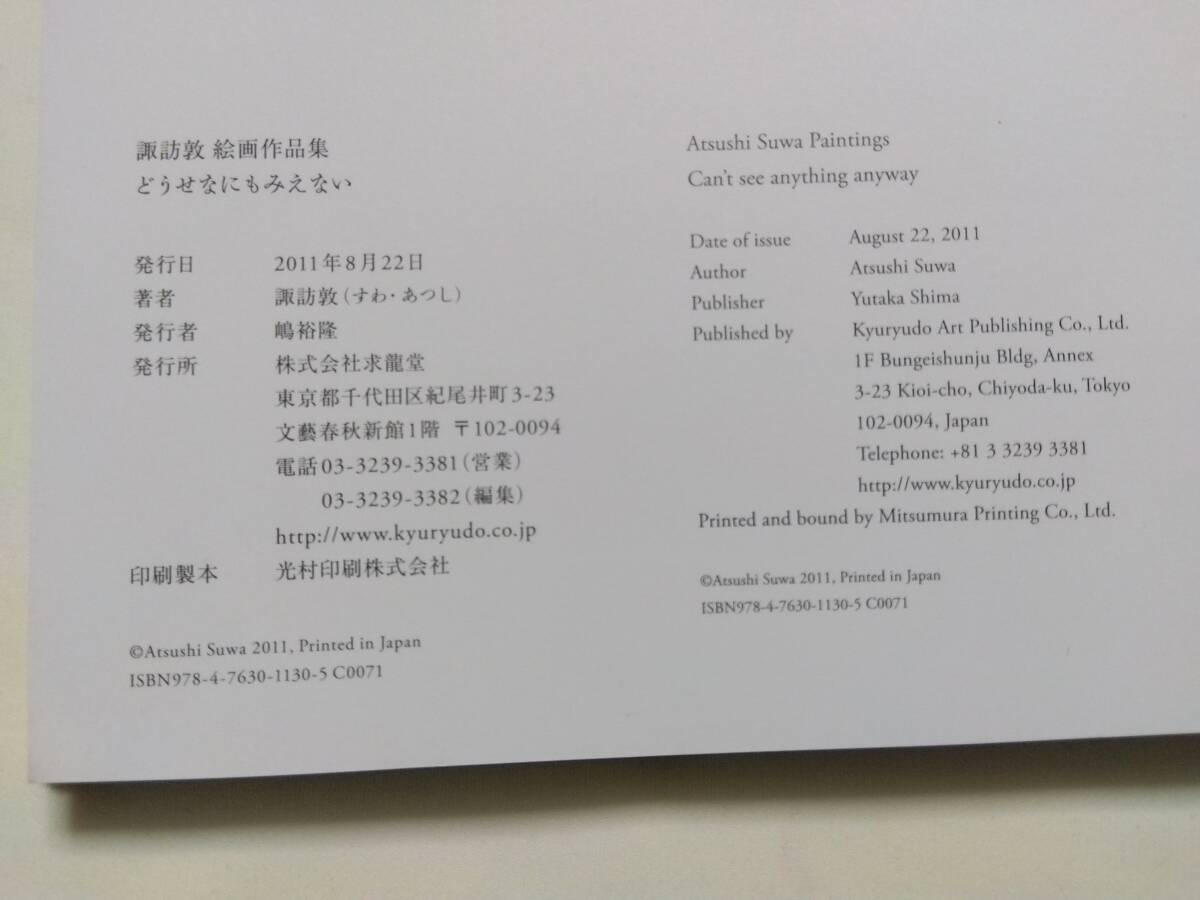 諏訪敦 絵画作品集
どうせなにもみえない
発行日 2011年8月22日
著者 諏訪敦(すわ・あつし)
発行者 嶋裕隆
発行所 株式会社求龍堂
東京都千代田区紀尾井町3-23
文藝春秋新館1階 〒102-0094
電話03-3239-3381(営業)
03-3239-3382(編集)
http://www.kyuryudo.co.jp
印刷製本 光村印刷株式会社
©Atsushi Suwa 2011, Printed in Japan
ISBN978-4-7630-1130-5 C0071
Atsushi Suwa Paintings
Can't see anything anyway
Date of issue August 22, 2011
Author Atsushi Suwa
Publisher Yutaka Shima
Published by Kyuryudo Art Publishing Co., Ltd.
1F Bungeishunju Bldg, Annex
3-23 Kioi-cho, Chiyoda-ku, Tokyo
102-0094, Japan
Telephone: +81 3 3239 3381
http://www.kyuryudo.co.jp
Printed and bound by Mitsumura Printing Co., Ltd.
©Atsushi Suwa 2011, Printed in Japan
ISBN978-4-7630-1130-5 C0071